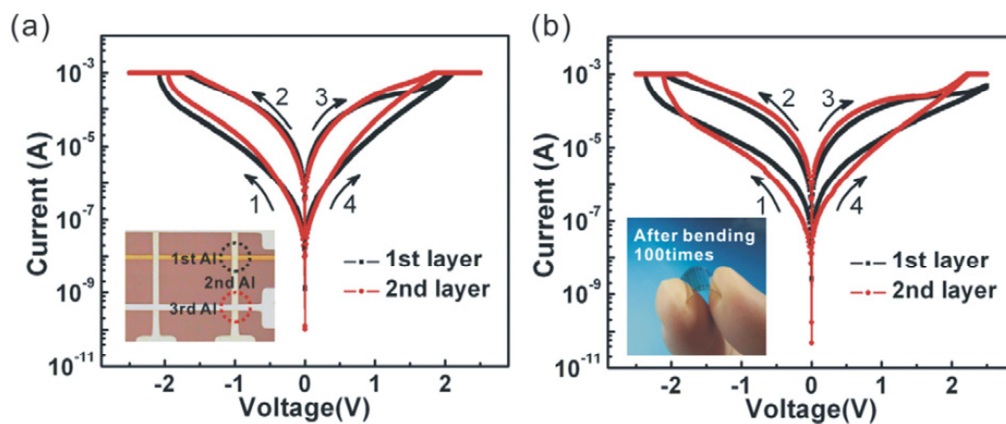 (a)
10⁻³
10⁻⁵
10⁻⁷
10⁻⁹
10⁻¹¹
Current (A)
1
2
3
4
1st Al
2nd Al
3rd Al
1st layer
2nd layer
-2 -1 0 1 2
Voltage(V)
(b)
10⁻³
10⁻⁵
10⁻⁷
10⁻⁹
10⁻¹¹
Current (A)
1
2
3
4
After bending
100times
1st layer
2nd layer
-2 -1 0 1 2
Voltage(V)